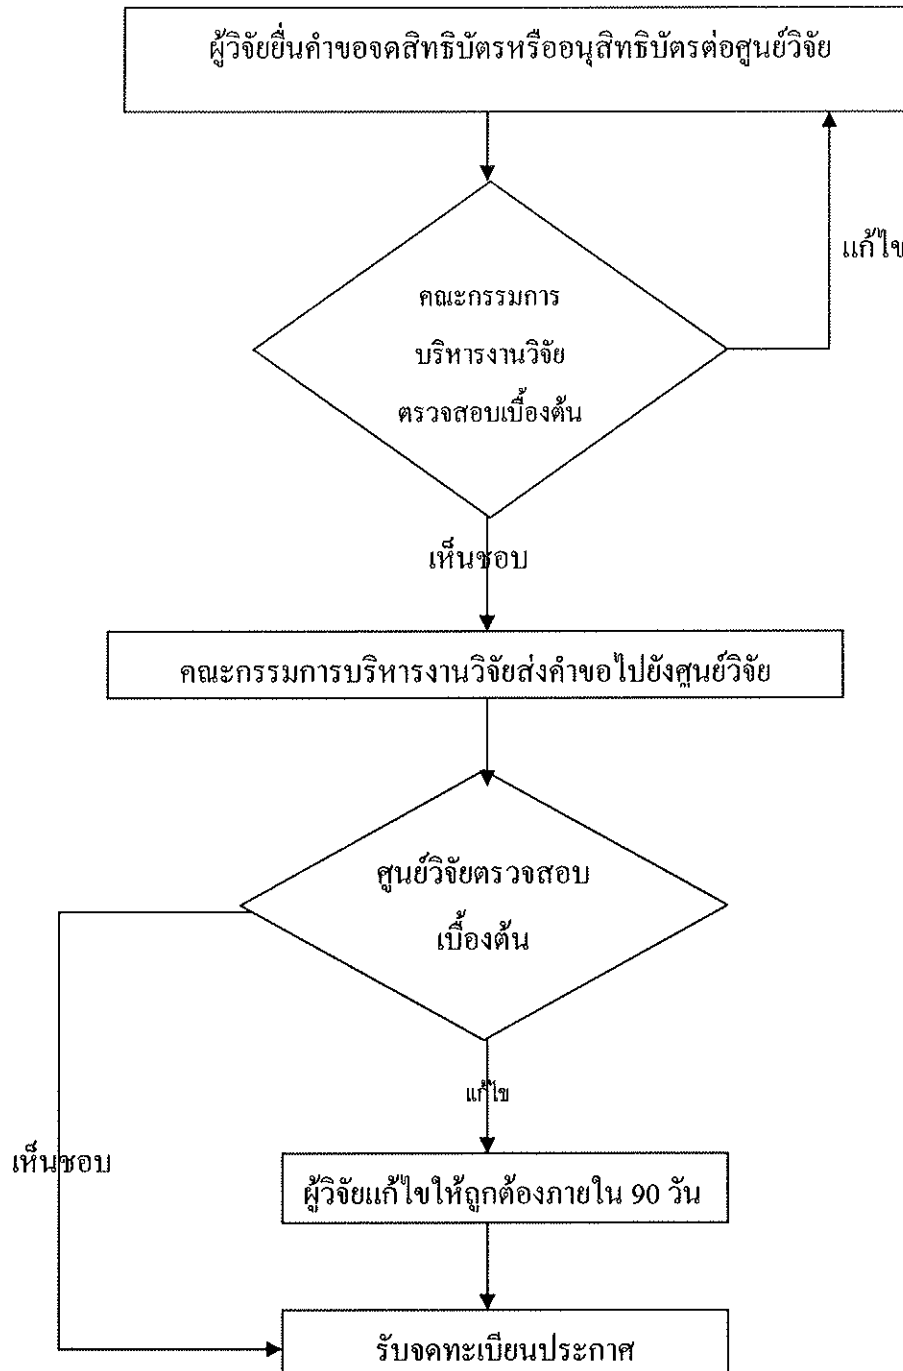 ผู้วิจัยยื่นคำขอจดสิทธิบัตรหรืออนุสิทธิบัตรต่อศูนย์วิจัย
แก้ไข
คณะกรรมการ
บริหารงานวิจัย
ตรวจสอบเบื้องต้น
เห็นชอบ
คณะกรรมการบริหารงานวิจัยส่งคำขอไปยังศูนย์วิจัย
ศูนย์วิจัยตรวจสอบ
เบื้องต้น
แก้ไข
เห็นชอบ
ผู้วิจัยแก้ไขให้ถูกต้องภายใน 90 วัน
รับจดทะเบียนประกาศ